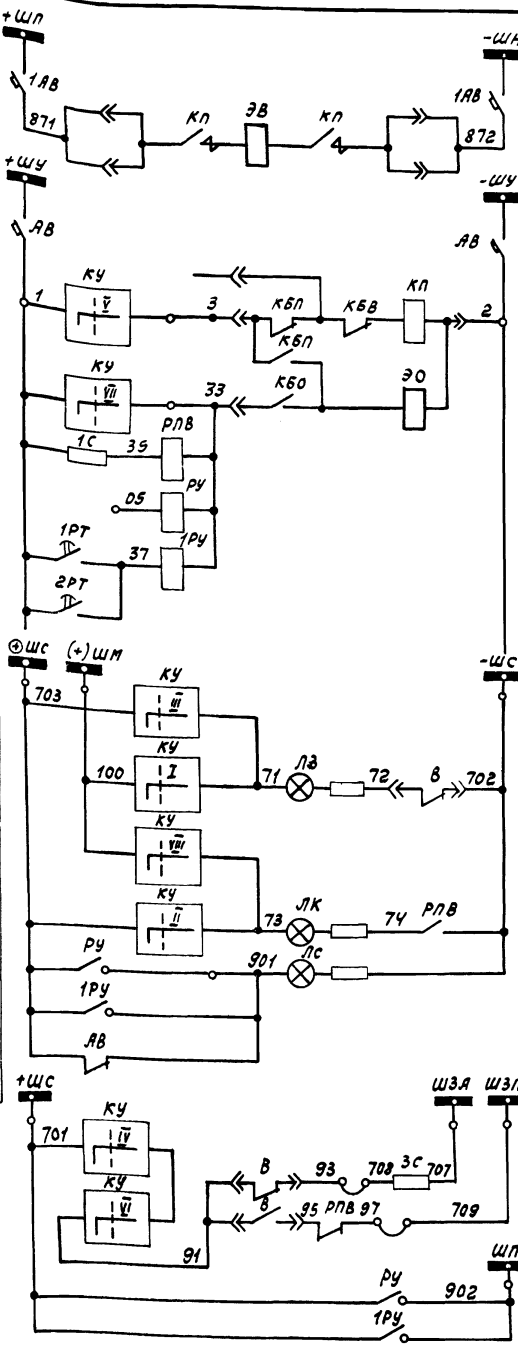 +ШП
-ШН
1АВ
1АВ
КП ЭВ КП
871
872
+ШУ
-ШУ
АВ
АВ
КУ
КП
1
V
3
КБП
КБВ
2
КБП
КУ
ЭО
VII
33
КБО
РПВ
1С
35
РУ
05
1РТ
1РУ
37
2РТ
⊕ШС
(+)ШМ
-ШС
КУ
703
III
КУ
100
I
71
ЛЗ
72
В
702
КУ
VIII
КУ
ЛК
II
73
74
РПВ
РУ
901
ЛС
1РУ
АВ
+ШС
ШЗА
КУ
701
IV
КУ
В
93
708
3С
707
VI
В
95
РПВ
97
709
91
ШП
РУ
902
1РУ